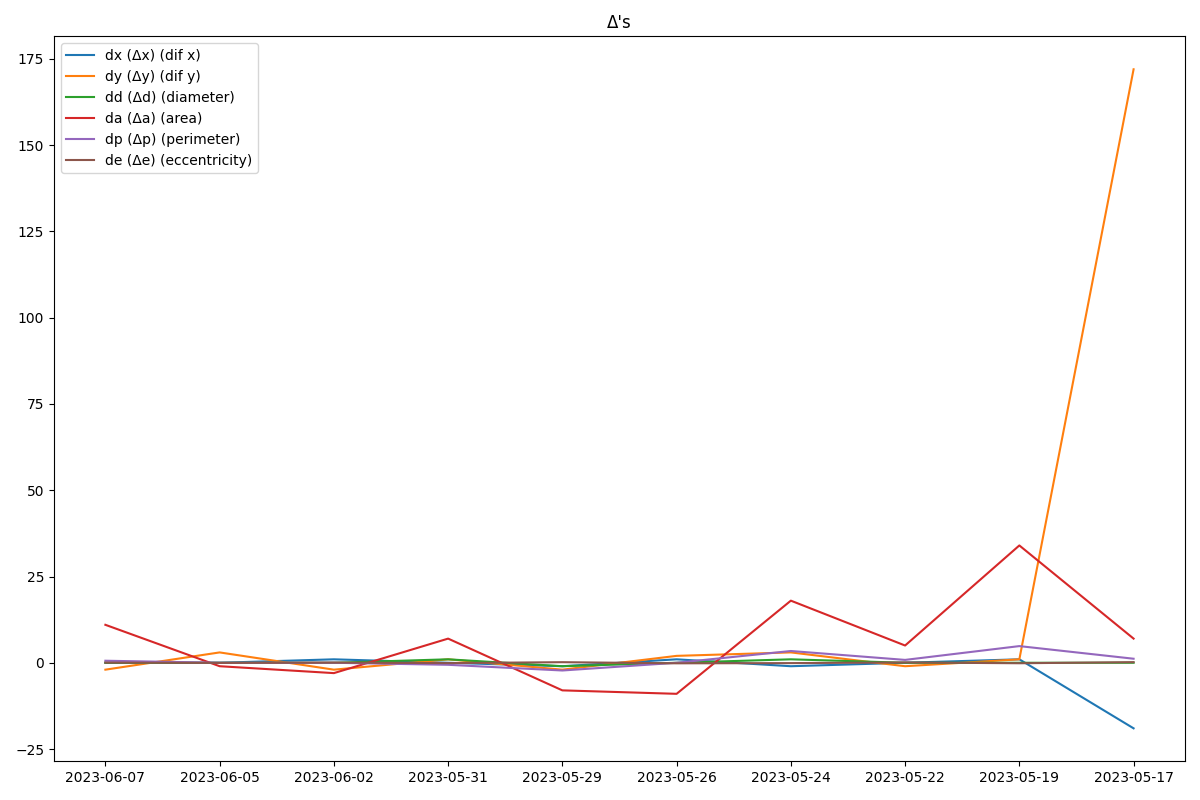 Δ's
dx (Δx) (dif x)
dy (Δy) (dif y)
dd (Δd) (diameter)
da (Δa) (area)
dp (Δp) (perimeter)
de (Δe) (eccentricity)
175
150
125
100
75
50
25
0
−25
2023-06-07 2023-06-05 2023-06-02 2023-05-31 2023-05-29 2023-05-26 2023-05-24 2023-05-22 2023-05-19 2023-05-17